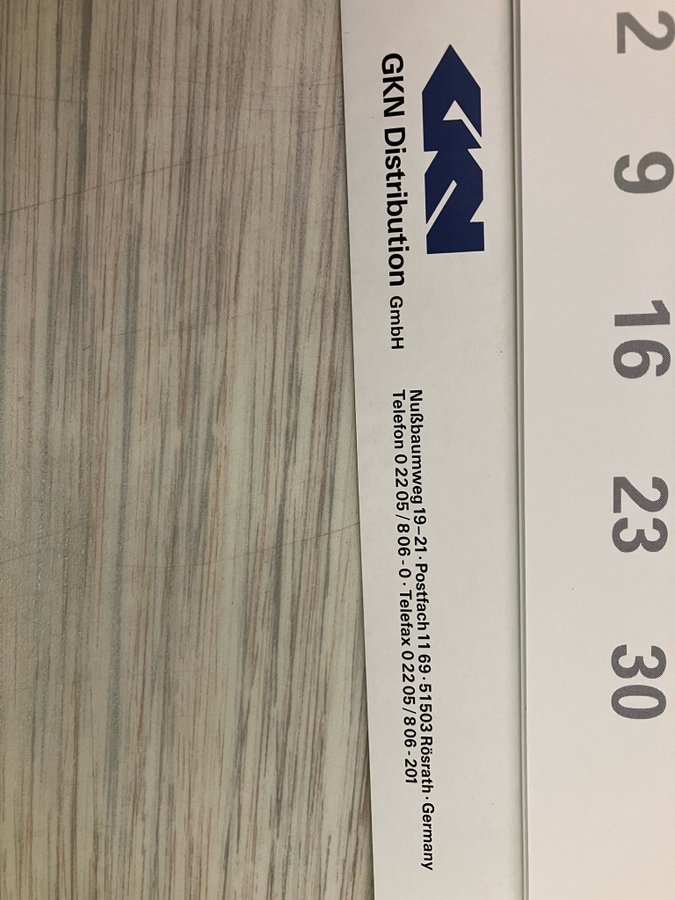 2 9 16 23 30
GKN
GKN Distribution GmbH
Nußbaumweg 19–21 · Postfach 11 69 · 51503 Rösrath · Germany
Telefon 0 22 05 / 8 06 - 0 · Telefax 0 22 05 / 8 06 - 201